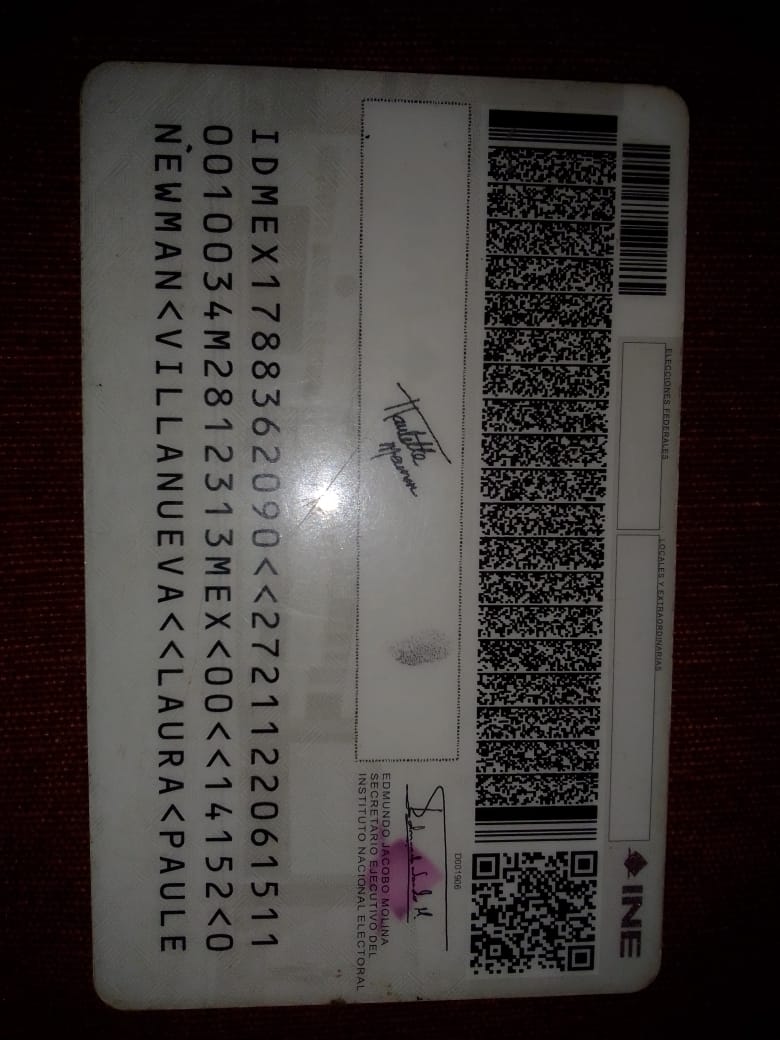 ELECCIONES FEDERALES
LOCALES Y EXTRAORDINARIAS
INE
D001906
EDMUNDO JACOBO MOLINA
SECRETARIO EJECUTIVO DEL
INSTITUTO NACIONAL ELECTORAL
IDMEX1788362090<<2721122061511
0010034M2812313MEX<00<<14152<0
NEWMAN<VILLANUEVA<<LAURA<PAULE